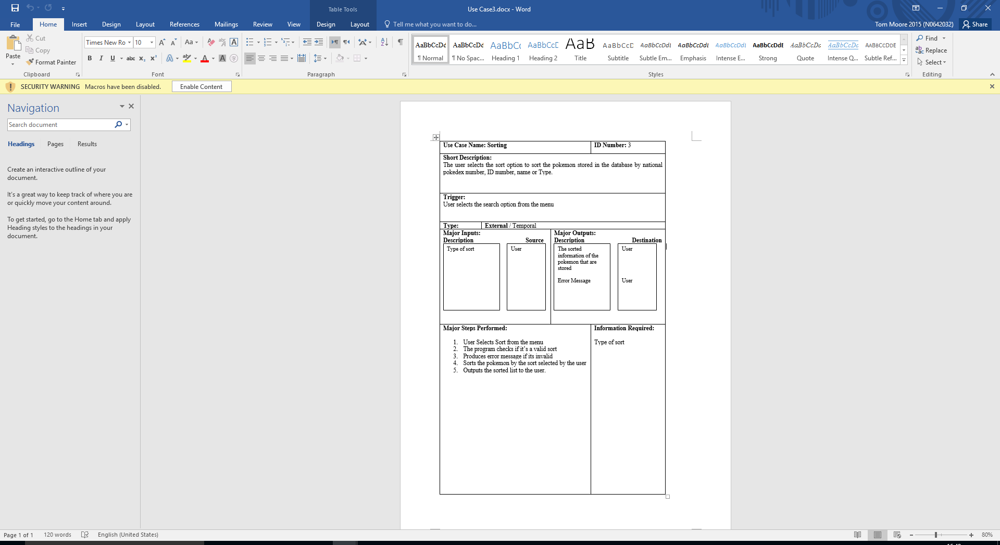 Table Tools
Use Case3.docx - Word
File Home Insert Design Layout References Mailings Review View Design Layout Tell me what you want to do... Tom Moore 2015 (N0642032) Share
Paste
Cut
Copy
Format Painter
Clipboard
Times New Ro 10
Font
Paragraph
AaBbCcDc AaBbCcDc AaBbCc AaBbCcD AaB AaBbCcD AaBbCcDdI AaBbCcDdI AaBbCcDdI AaBbCcDdE AaBbCcDc AaBbCcDc AABBCCDDE
¶ Normal ¶ No Spac... Heading 1 Heading 2 Title Subtitle Subtle Em... Emphasis Intense E... Strong Quote Intense Q... Subtle Ref...
Styles
Find
Replace
Select
Editing
SECURITY WARNING Macros have been disabled. Enable Content
Navigation
Search document
Headings Pages Results
Create an interactive outline of your
document.
It's a great way to keep track of where you are
or quickly move your content around.
To get started, go to the Home tab and apply
Heading styles to the headings in your
document.
Use Case Name: Sorting ID Number: 3
Short Description:
The user selects the sort option to sort the pokemon stored in the database by national
pokedex number, ID number, name or Type.
Trigger:
User selects the search option from the menu
Type: External / Temporal
Major Inputs: Major Outputs:
Description Source Description Destination
Type of sort User
The sorted
information of the
pokemon that are
stored
Error Message
User
User
Major Steps Performed:
1. User Selects Sort from the menu
2. The program checks if it's a valid sort
3. Produces error message if its invalid
4. Sorts the pokemon by the sort selected by the user
5. Outputs the sorted list to the user.
Information Required:
Type of sort
Page 1 of 1 120 words English (United States) 80%